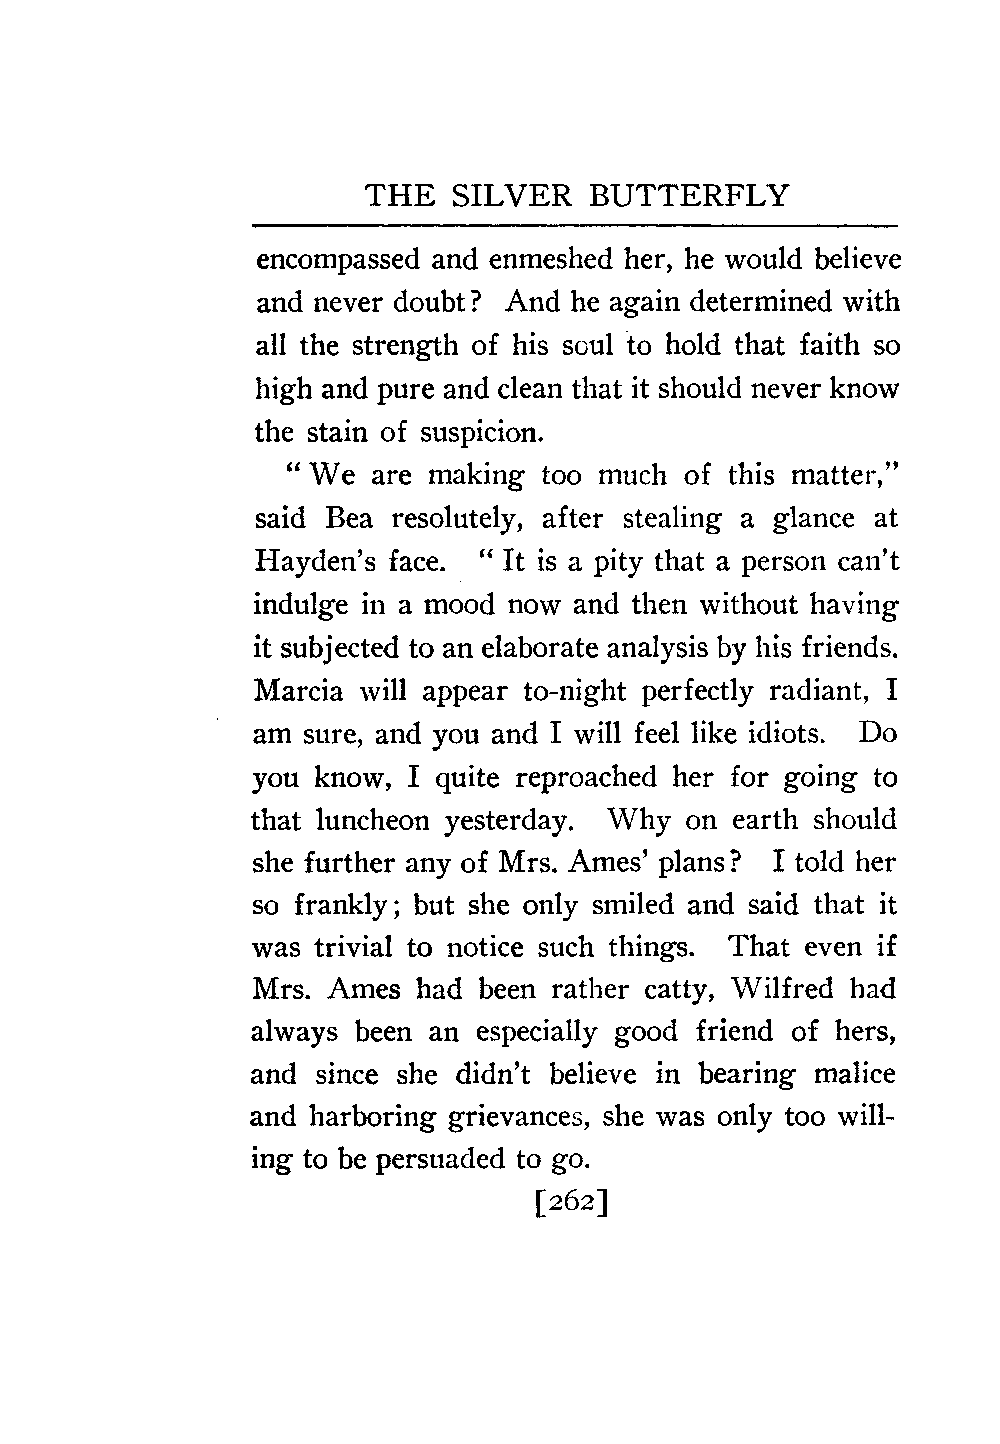 THE SILVER BUTTERFLY
encompassed and enmeshed her, he would believe
and never doubt? And he again determined with
all the strength of his soul to hold that faith so
high and pure and clean that it should never know
the stain of suspicion.
“We are making too much of this matter,”
said Bea resolutely, after stealing a glance at
Hayden's face. “It is a pity that a person can't
indulge in a mood now and then without having
it subjected to an elaborate analysis by his friends.
Marcia will appear to-night perfectly radiant, I
am sure, and you and I will feel like idiots. Do
you know, I quite reproached her for going to
that luncheon yesterday. Why on earth should
she further any of Mrs. Ames' plans? I told her
so frankly; but she only smiled and said that it
was trivial to notice such things. That even if
Mrs. Ames had been rather catty, Wilfred had
always been an especially good friend of hers,
and since she didn't believe in bearing malice
and harboring grievances, she was only too will-
ing to be persuaded to go.
[262]